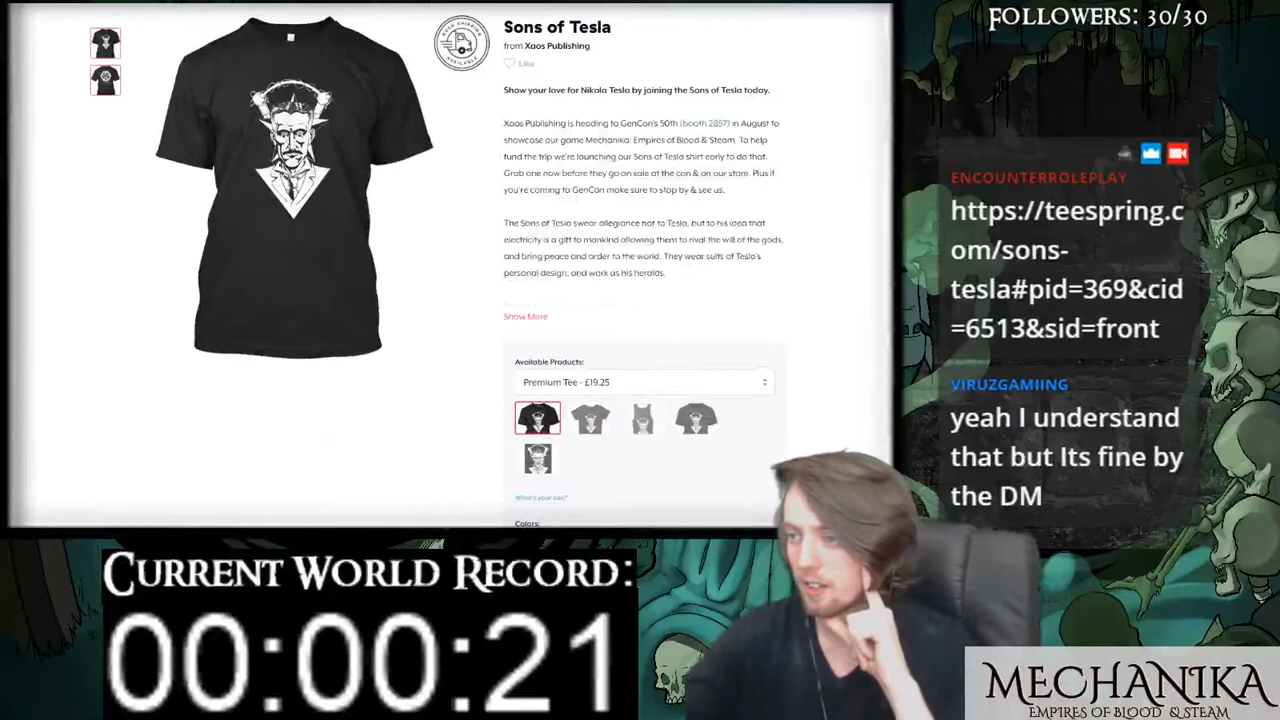 Sons of Tesla
from Xaos Publishing
Like
Show your love for Nikola Tesla by joining the Sons of Tesla today.
Xaos Publishing is heading to GenCon's 50th (booth 2857) in August to
showcase our game Mechanika: Empires of Blood & Steam. To help
fund the trip we're launching our Sons of Tesla shirt early to do that.
Grab one now before they go on sale at the con & on our store. Plus if
you're coming to GenCon make sure to stop by & see us.
The Sons of Tesla swear allegiance not to Tesla, but to his idea that
electricity is a gift to mankind allowing them to rival the will of the gods,
and bring peace and order to the world. They wear suits of Tesla's
personal design, and work as his heralds.
Show More
Available Products:
Premium Tee - £19.25
What's your size?
Colors:
FOLLOWERS: 30/30
ENCOUNTERROLEPLAY
https://teespring.c
om/sons-
tesla#pid=369&cid
=6513&sid=front
VIRUZGAMIING
yeah I understand
that but Its fine by
the DM
CURRENT WORLD RECORD:
00:00:21
MECHANIKA
EMPIRES OF BLOOD & STEAM